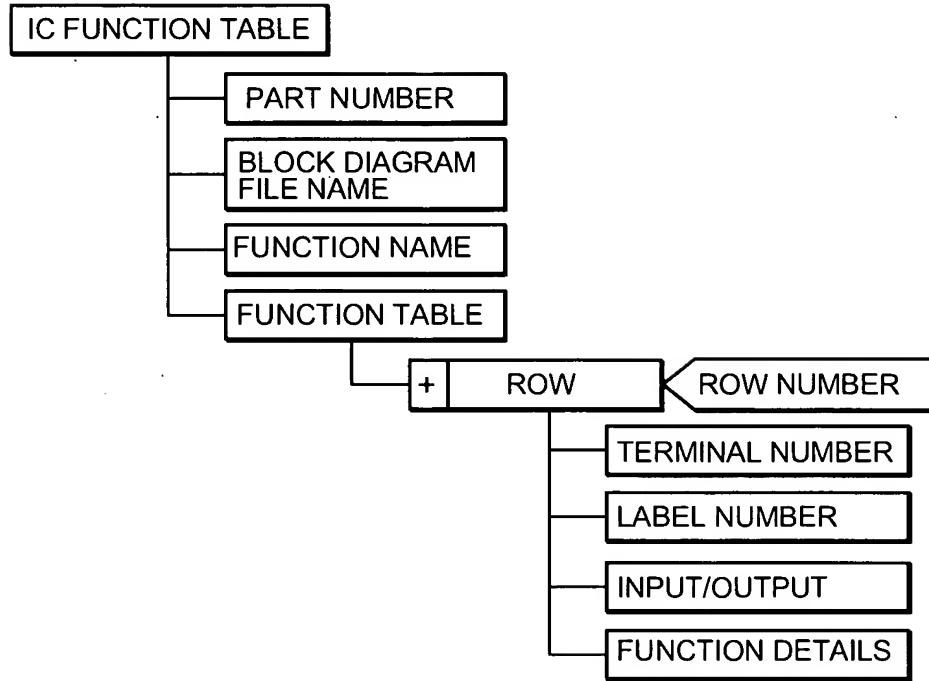 IC FUNCTION TABLE
PART NUMBER
BLOCK DIAGRAM
FILE NAME
FUNCTION NAME
FUNCTION TABLE
+ ROW
ROW NUMBER
TERMINAL NUMBER
LABEL NUMBER
INPUT/OUTPUT
FUNCTION DETAILS